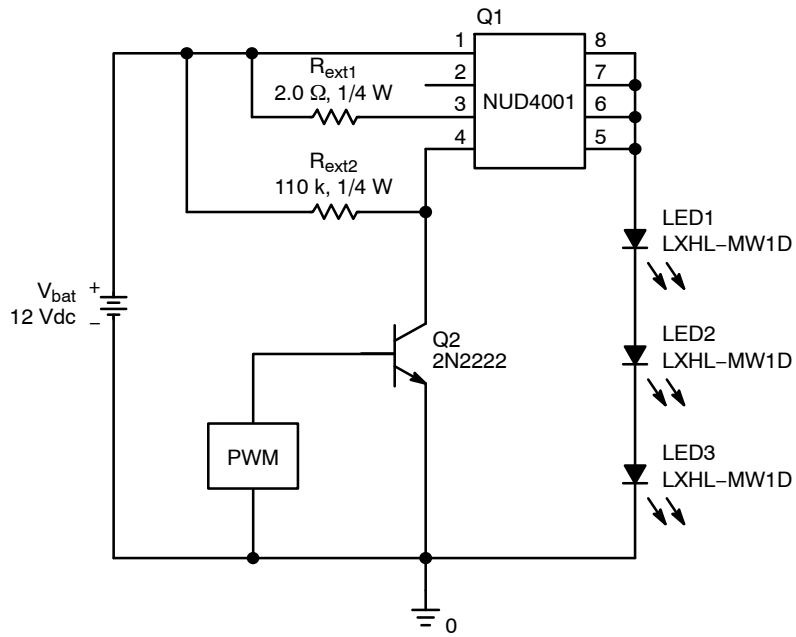 Q1
1
8
R_ext1
2
7
2.0 Ω, 1/4 W
NUD4001
3
6
4
5
R_ext2
110 k, 1/4 W
LED1
LXHL−MW1D
V_bat +
12 Vdc −
Q2
2N2222
LED2
LXHL−MW1D
PWM
LED3
LXHL−MW1D
0